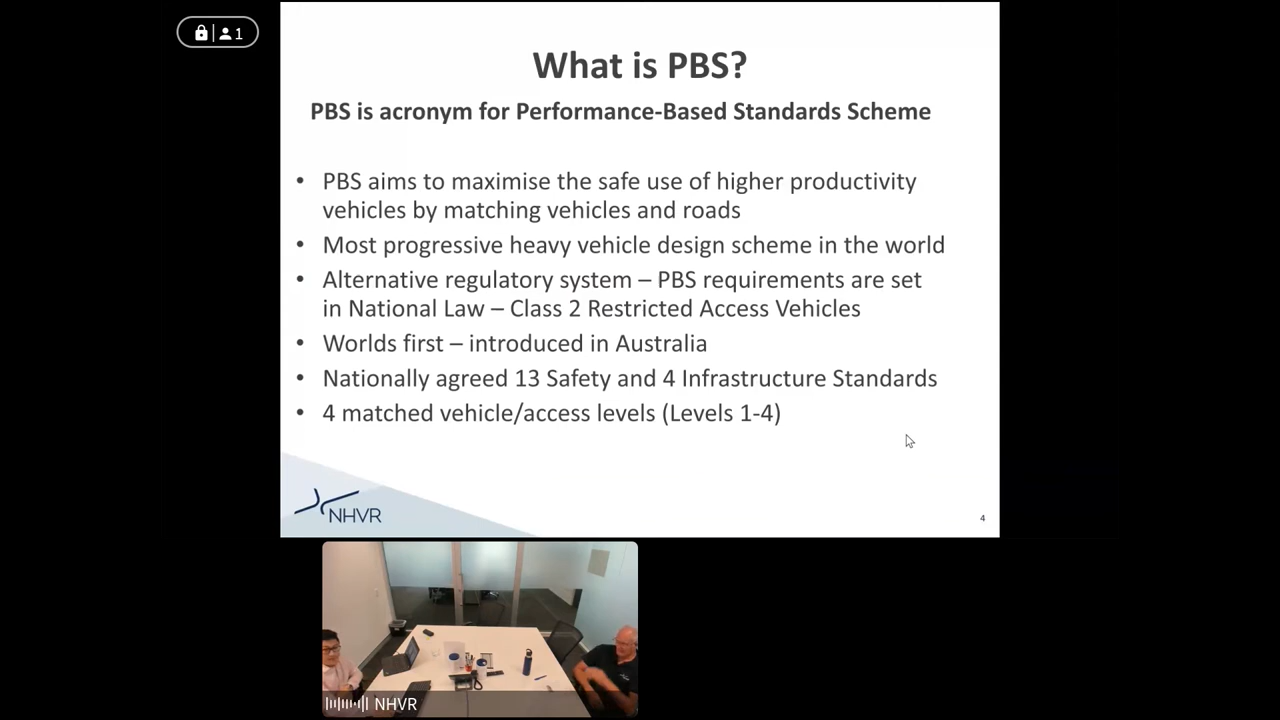 1
What is PBS?
PBS is acronym for Performance-Based Standards Scheme
• PBS aims to maximise the safe use of higher productivity
vehicles by matching vehicles and roads
• Most progressive heavy vehicle design scheme in the world
• Alternative regulatory system – PBS requirements are set
in National Law – Class 2 Restricted Access Vehicles
• Worlds first – introduced in Australia
• Nationally agreed 13 Safety and 4 Infrastructure Standards
• 4 matched vehicle/access levels (Levels 1-4)
NHVR
4
NHVR